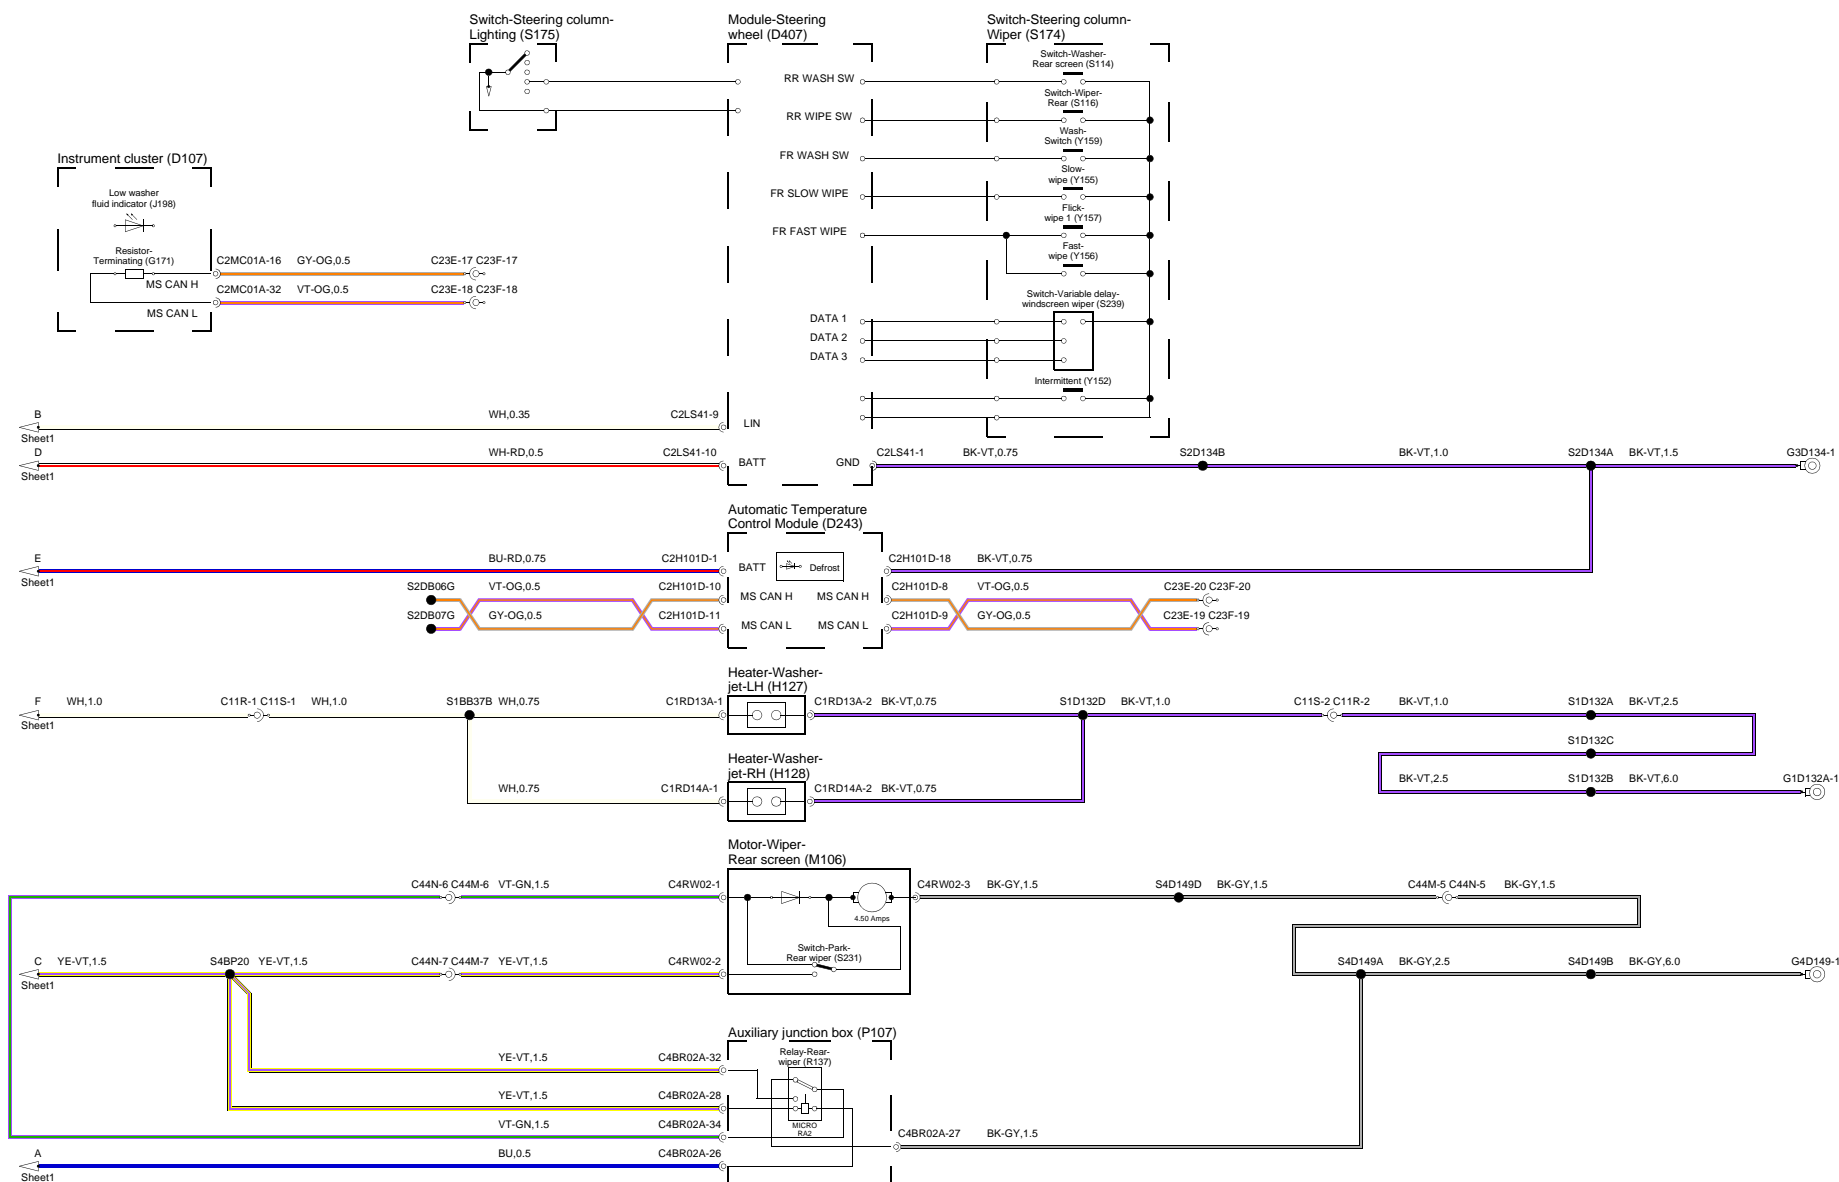 Switch-Steering column-
Lighting (S175)
Module-Steering
wheel (D407)
Switch-Steering column-
Wiper (S174)
Switch-Washer-
Rear screen (S114)
RR WASH SW
Switch-Wiper-
Rear (S116)
RR WIPE SW
Wash-
Switch (Y159)
FR WASH SW
Slow-
wipe (Y155)
FR SLOW WIPE
Flick-
wipe 1 (Y157)
FR FAST WIPE
Fast-
wipe (Y156)
Switch-Variable delay-
windscreen wiper (S239)
DATA 1
DATA 2
DATA 3
Intermittent (Y152)
Instrument cluster (D107)
Low washer
fluid indicator (J198)
Resistor-
Terminating (G171)
MS CAN H
MS CAN L
C2MC01A-16 GY-OG,0.5 C23E-17 C23F-17
C2MC01A-32 VT-OG,0.5 C23E-18 C23F-18
B WH,0.35 C2LS41-9
Sheet1
LIN
D WH-RD,0.5 C2LS41-10
Sheet1
BATT GND
C2LS41-1 BK-VT,0.75 S2D134B BK-VT,1.0 S2D134A BK-VT,1.5 G3D134-1
Automatic Temperature
Control Module (D243)
E BU-RD,0.75 C2H101D-1
Sheet1
BATT Defrost
C2H101D-18 BK-VT,0.75
S2DB06G VT-OG,0.5 C2H101D-10
MS CAN H MS CAN H
C2H101D-8 VT-OG,0.5 C23E-20 C23F-20
S2DB07G GY-OG,0.5 C2H101D-11
MS CAN L MS CAN L
C2H101D-9 GY-OG,0.5 C23E-19 C23F-19
Heater-Washer-
jet-LH (H127)
F WH,1.0 C11R-1 C11S-1 WH,1.0 S1BB37B WH,0.75 C1RD13A-1
Sheet1
C1RD13A-2 BK-VT,0.75 S1D132D BK-VT,1.0 C11S-2 C11R-2 BK-VT,1.0 S1D132A BK-VT,2.5
S1D132C
Heater-Washer-
jet-RH (H128)
WH,0.75 C1RD14A-1
C1RD14A-2 BK-VT,0.75
BK-VT,2.5 S1D132B BK-VT,6.0 G1D132A-1
Motor-Wiper-
Rear screen (M106)
C44N-6 C44M-6 VT-GN,1.5 C4RW02-1
4.50 Amps
C4RW02-3 BK-GY,1.5 S4D149D BK-GY,1.5 C44M-5 C44N-5 BK-GY,1.5
Switch-Park-
Rear wiper (S231)
C YE-VT,1.5 S4BP20 YE-VT,1.5 C44N-7 C44M-7 YE-VT,1.5 C4RW02-2
Sheet1
S4D149A BK-GY,2.5 S4D149B BK-GY,6.0 G4D149-1
Auxiliary junction box (P107)
Relay-Rear-
wiper (R137)
MICRO
RA2
YE-VT,1.5 C4BR02A-32
YE-VT,1.5 C4BR02A-28
VT-GN,1.5 C4BR02A-34
C4BR02A-27 BK-GY,1.5
A BU,0.5 C4BR02A-26
Sheet1